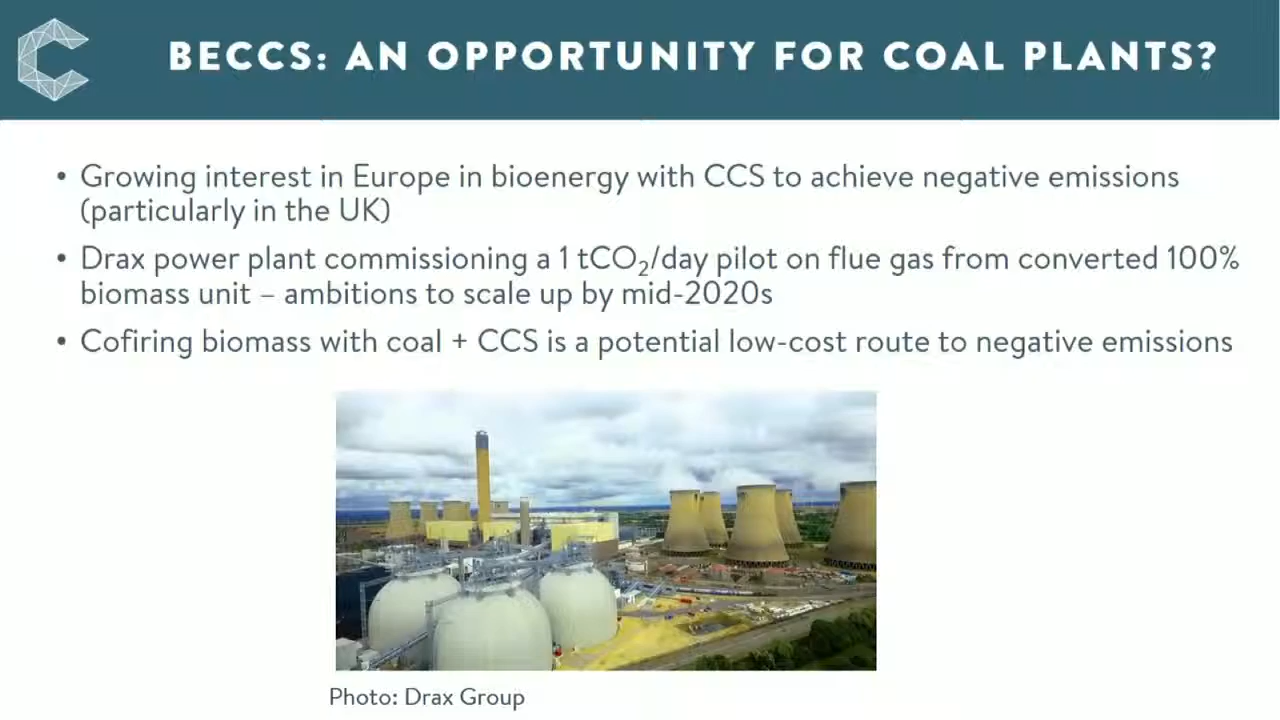 BECCS: AN OPPORTUNITY FOR COAL PLANTS?
• Growing interest in Europe in bioenergy with CCS to achieve negative emissions
(particularly in the UK)
• Drax power plant commissioning a 1 tCO₂/day pilot on flue gas from converted 100%
biomass unit – ambitions to scale up by mid-2020s
• Cofiring biomass with coal + CCS is a potential low-cost route to negative emissions
Photo: Drax Group